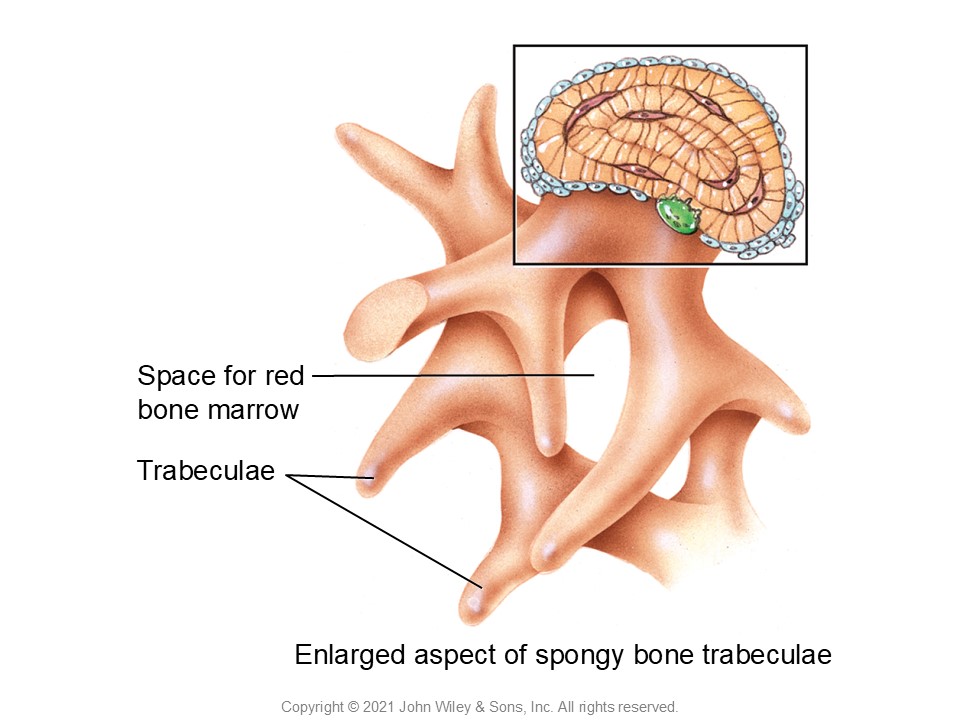 Space for red
bone marrow
Trabeculae
Enlarged aspect of spongy bone trabeculae
Copyright © 2021 John Wiley & Sons, Inc. All rights reserved.